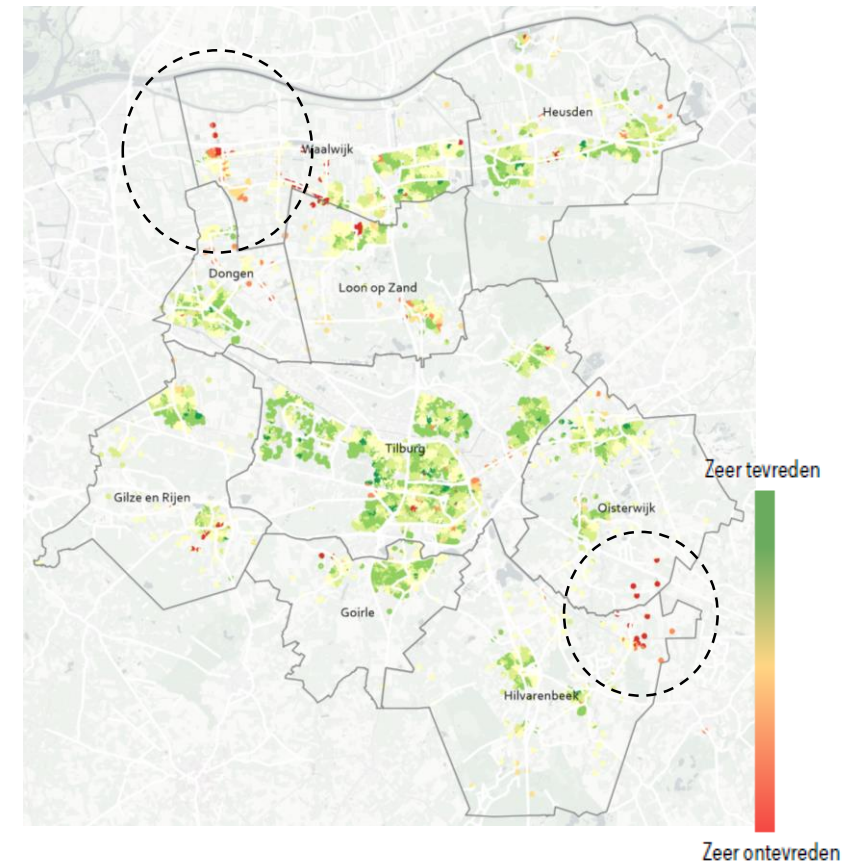 Heusden
Waalwijk
Dongen
Loon op Zand
Tilburg
Zeer tevreden
Gilze en Rijen
Oisterwijk
Goirle
Hilvarenbeek
Zeer ontevreden